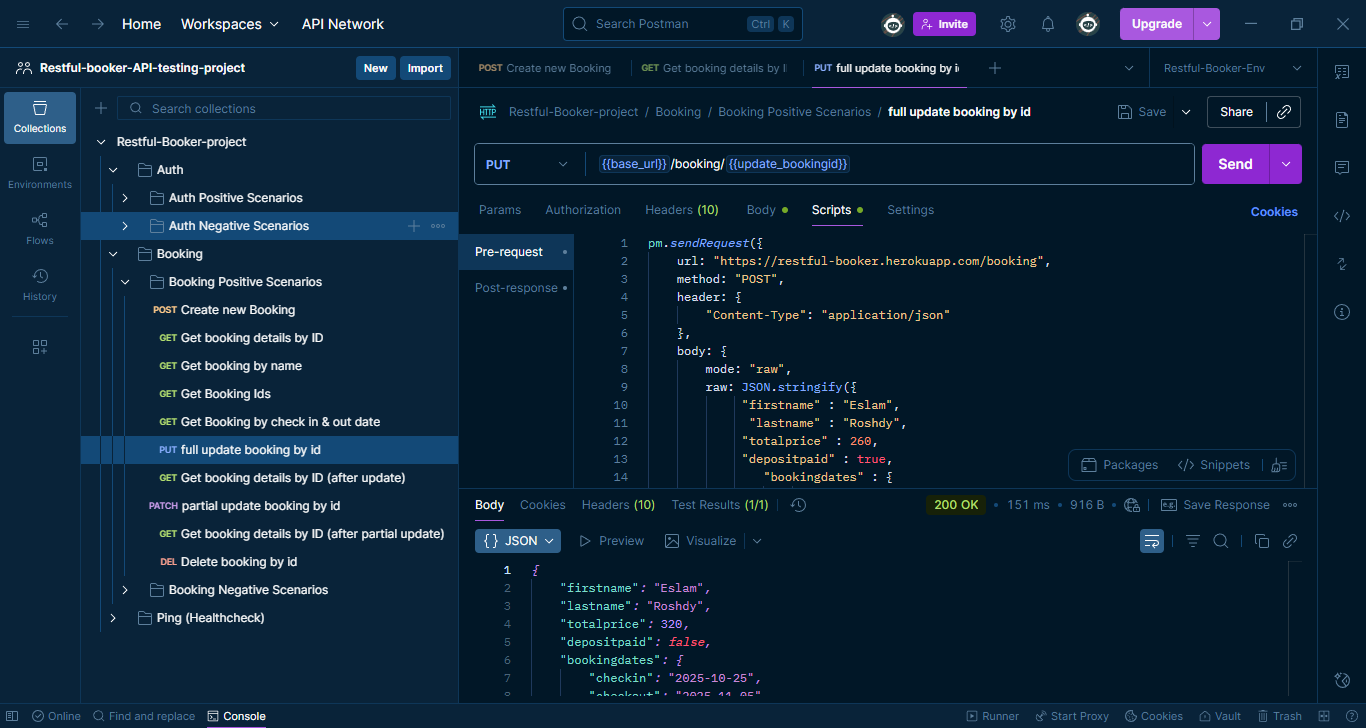 Home Workspaces API Network Search Postman Ctrl K Invite Upgrade
Restful-booker-API-testing-project New Import
POST Create new Booking GET Get booking details by PUT full update booking by Restful-Booker-Env
Collections
Environments
Flows
History
Search collections
Restful-Booker-project
Auth
Auth Positive Scenarios
Auth Negative Scenarios
Booking
Booking Positive Scenarios
POST Create new Booking
GET Get booking details by ID
GET Get booking by name
GET Get Booking Ids
GET Get Booking by check in & out date
PUT full update booking by id
GET Get booking details by ID (after update)
PATCH partial update booking by id
GET Get booking details by ID (after partial update)
DEL Delete booking by id
Booking Negative Scenarios
Ping (Healthcheck)
HTTP Restful-Booker-project / Booking / Booking Positive Scenarios / full update booking by id Save Share
PUT {{base_url}}/booking/{{update_bookingid}} Send
Params Authorization Headers (10) Body Scripts Settings Cookies
Pre-request
Post-response
1 pm.sendRequest({
2 url: "https://restful-booker.herokuapp.com/booking",
3 method: "POST",
4 header: {
5 "Content-Type": "application/json"
6 },
7 body: {
8 mode: "raw",
9 raw: JSON.stringify({
10 "firstname" : "Eslam",
11 "lastname" : "Roshdy",
12 "totalprice" : 260,
13 "depositpaid" : true,
14 "bookingdates" : {
Packages </> Snippets
Body Cookies Headers (10) Test Results (1/1) 200 OK • 151 ms • 916 B • e.g. Save Response
{} JSON Preview Visualize
1 {
2 "firstname": "Eslam",
3 "lastname": "Roshdy",
4 "totalprice": 320,
5 "depositpaid": false,
6 "bookingdates": {
7 "checkin": "2025-10-25",
8 "checkout": "2025-11-05"
Online Find and replace Console Runner Start Proxy Cookies Vault Trash